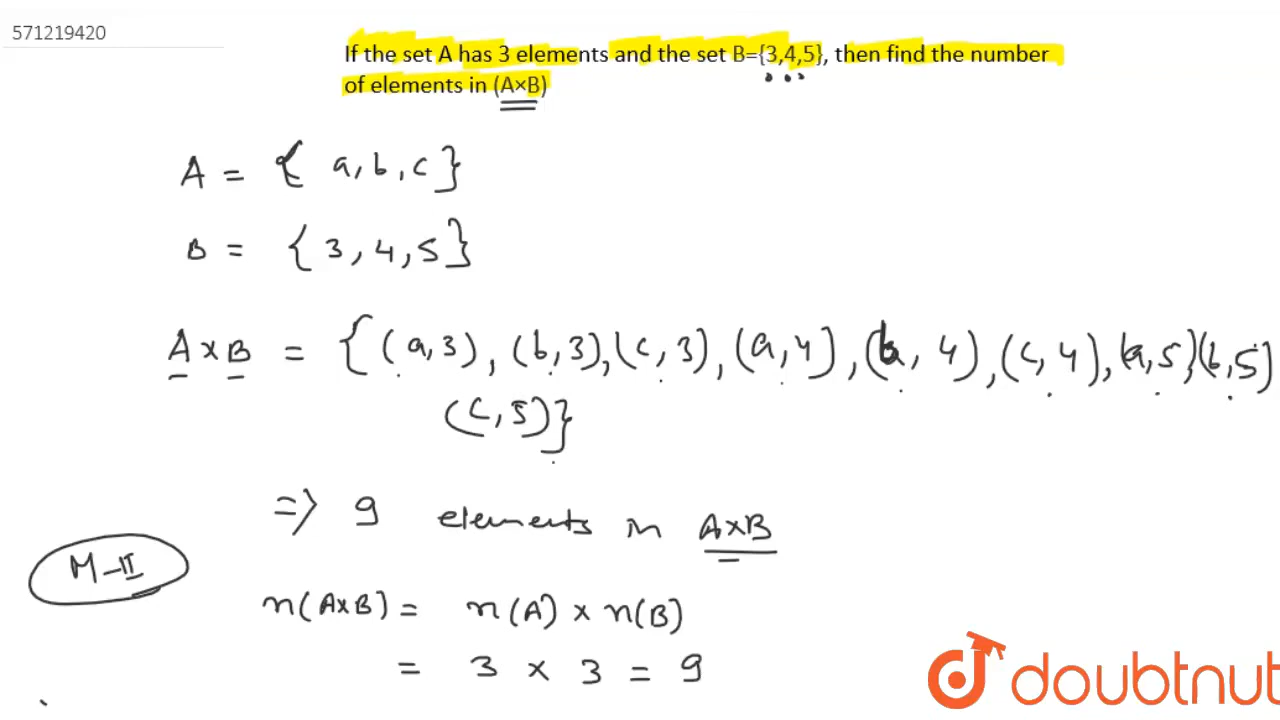 571219420
If the set A has 3 elements and the set B={3,4,5}, then find the number
of elements in (A×B)
A = { a, b, c }
B = { 3, 4, 5 }
A × B = { (a, 3), (b, 3), (c, 3), (a, 4), (b, 4), (c, 4), (a, 5), (b, 5)
(c, 5) }
=> 9 elements in A×B
M-II
n(A×B) = n(A) × n(B)
= 3 × 3 = 9
doubtnut